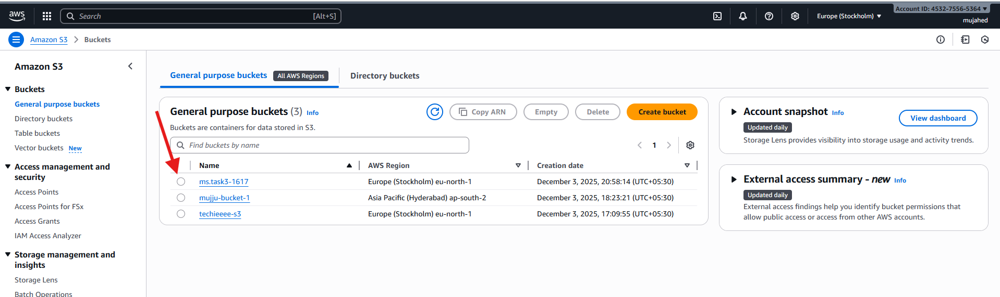 aws
Search [Alt+S]
Europe (Stockholm)
Account ID: 4532-7556-5364
mujahed
Amazon S3 Buckets
Amazon S3
Buckets
General purpose buckets
Directory buckets
Table buckets
Vector buckets New
Access management and
security
Access Points
Access Points for FSx
Access Grants
IAM Access Analyzer
Storage management and
insights
Storage Lens
Batch Operations
General purpose buckets All AWS Regions Directory buckets
General purpose buckets (3) Info
Copy ARN Empty Delete Create bucket
Buckets are containers for data stored in S3.
Find buckets by name
1
Name AWS Region Creation date
ms.task3-1617 Europe (Stockholm) eu-north-1 December 3, 2025, 20:58:14 (UTC+05:30)
mujju-bucket-1 Asia Pacific (Hyderabad) ap-south-2 December 3, 2025, 18:23:21 (UTC+05:30)
techieeee-s3 Europe (Stockholm) eu-north-1 December 3, 2025, 17:09:55 (UTC+05:30)
Account snapshot Info
View dashboard
Updated daily
Storage Lens provides visibility into storage usage and activity trends.
External access summary - new Info
Updated daily
External access findings help you identify bucket permissions that
allow public access or access from other AWS accounts.